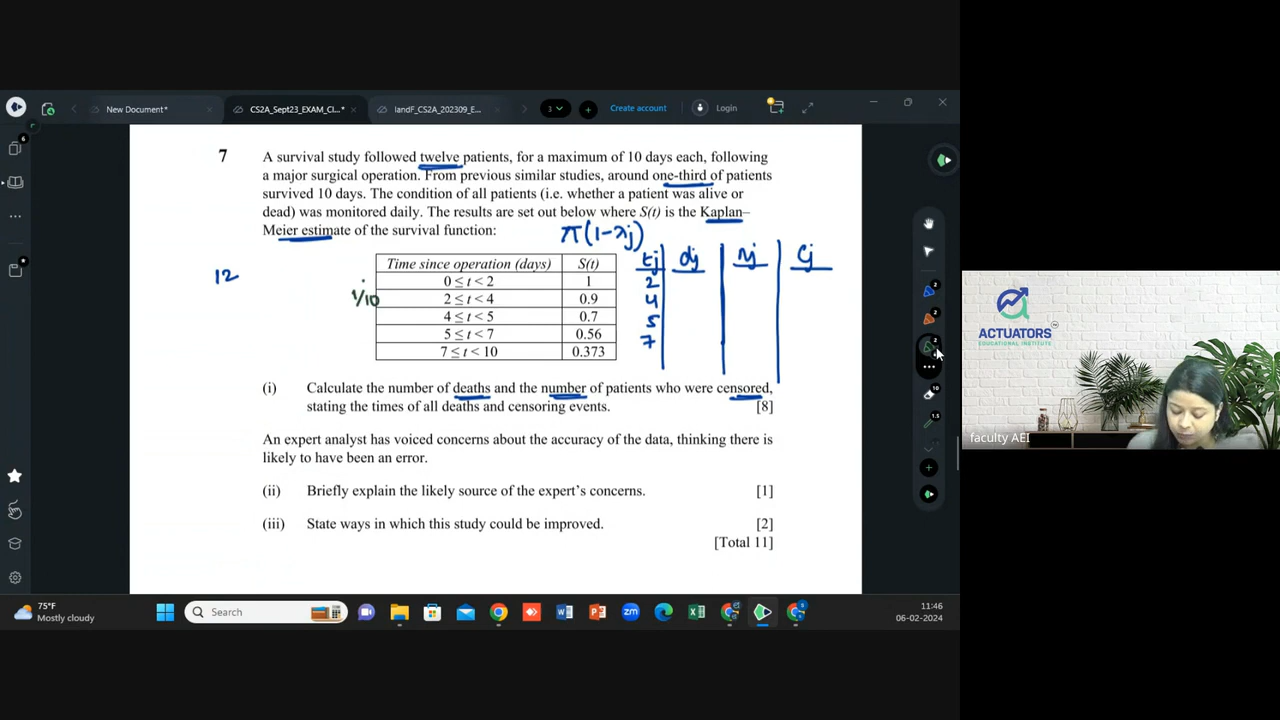 New Document*
CS2A_Sept23_EXAM_Cl...*
IandF_CS2A_202309_E...
3
Create account
Login
7 A survival study followed twelve patients, for a maximum of 10 days each, following
a major surgical operation. From previous similar studies, around one-third of patients
survived 10 days. The condition of all patients (i.e. whether a patient was alive or
dead) was monitored daily. The results are set out below where S(t) is the Kaplan–
Meier estimate of the survival function:
π(1-λj)
tj dj nj cj
Time since operation (days) S(t)
12
0 ≤ t < 2 1
2
1/10 2 ≤ t < 4 0.9
4
4 ≤ t < 5 0.7
5
5 ≤ t < 7 0.56
7
7 ≤ t < 10 0.373
(i) Calculate the number of deaths and the number of patients who were censored,
stating the times of all deaths and censoring events. [8]
An expert analyst has voiced concerns about the accuracy of the data, thinking there is
likely to have been an error.
(ii) Briefly explain the likely source of the expert's concerns. [1]
(iii) State ways in which this study could be improved. [2]
[Total 11]
ACTUATORS
EDUCATIONAL INSTITUTE
faculty AEI
75°F
Mostly cloudy
Search
11:46
06-02-2024